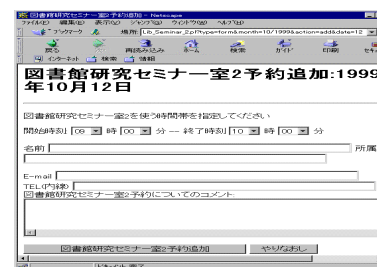 図書館研究セミナー室2予約追加 - Netscape
ファイル(F) 編集(E) 表示(V) ジャンプ(G) ウィンドウ(W) ヘルプ(H)
ブックマーク 場所: Lib_Seminar_2.pl?type=form&month=10/1999&action=add&date=12
戻る 再読み込み ホーム 検索 ガイド 印刷
インターネット 検索 情報
図書館研究セミナー室2予約追加:1999
年10月12日
図書館研究セミナー室2を使う時間帯を指定してください
開始時刻 09 時 00 分 -- 終了時刻 10 時 00 分
名前 所属
E-mail
TEL(内線)
図書館研究セミナー室2予約についてのコメント:
図書館研究セミナー室2予約追加 やりなおし